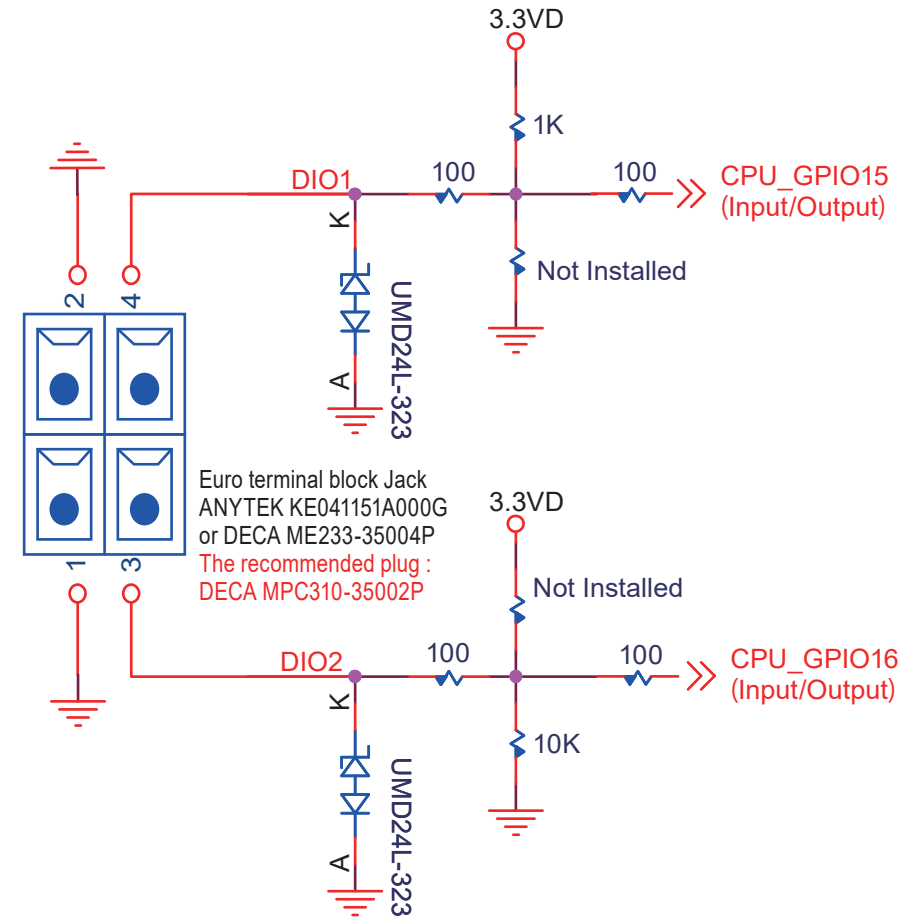 3.3VD
1K
DIO1
100
100
CPU_GPIO15
(Input/Output)
K
Not Installed
2
4
UMD24L-323
A
Euro terminal block Jack
ANYTEK KE041151A000G
or DECA ME233-35004P
The recommended plug :
DECA MPC310-35002P
3.3VD
1
3
Not Installed
DIO2
100
100
CPU_GPIO16
(Input/Output)
K
10K
UMD24L-323
A